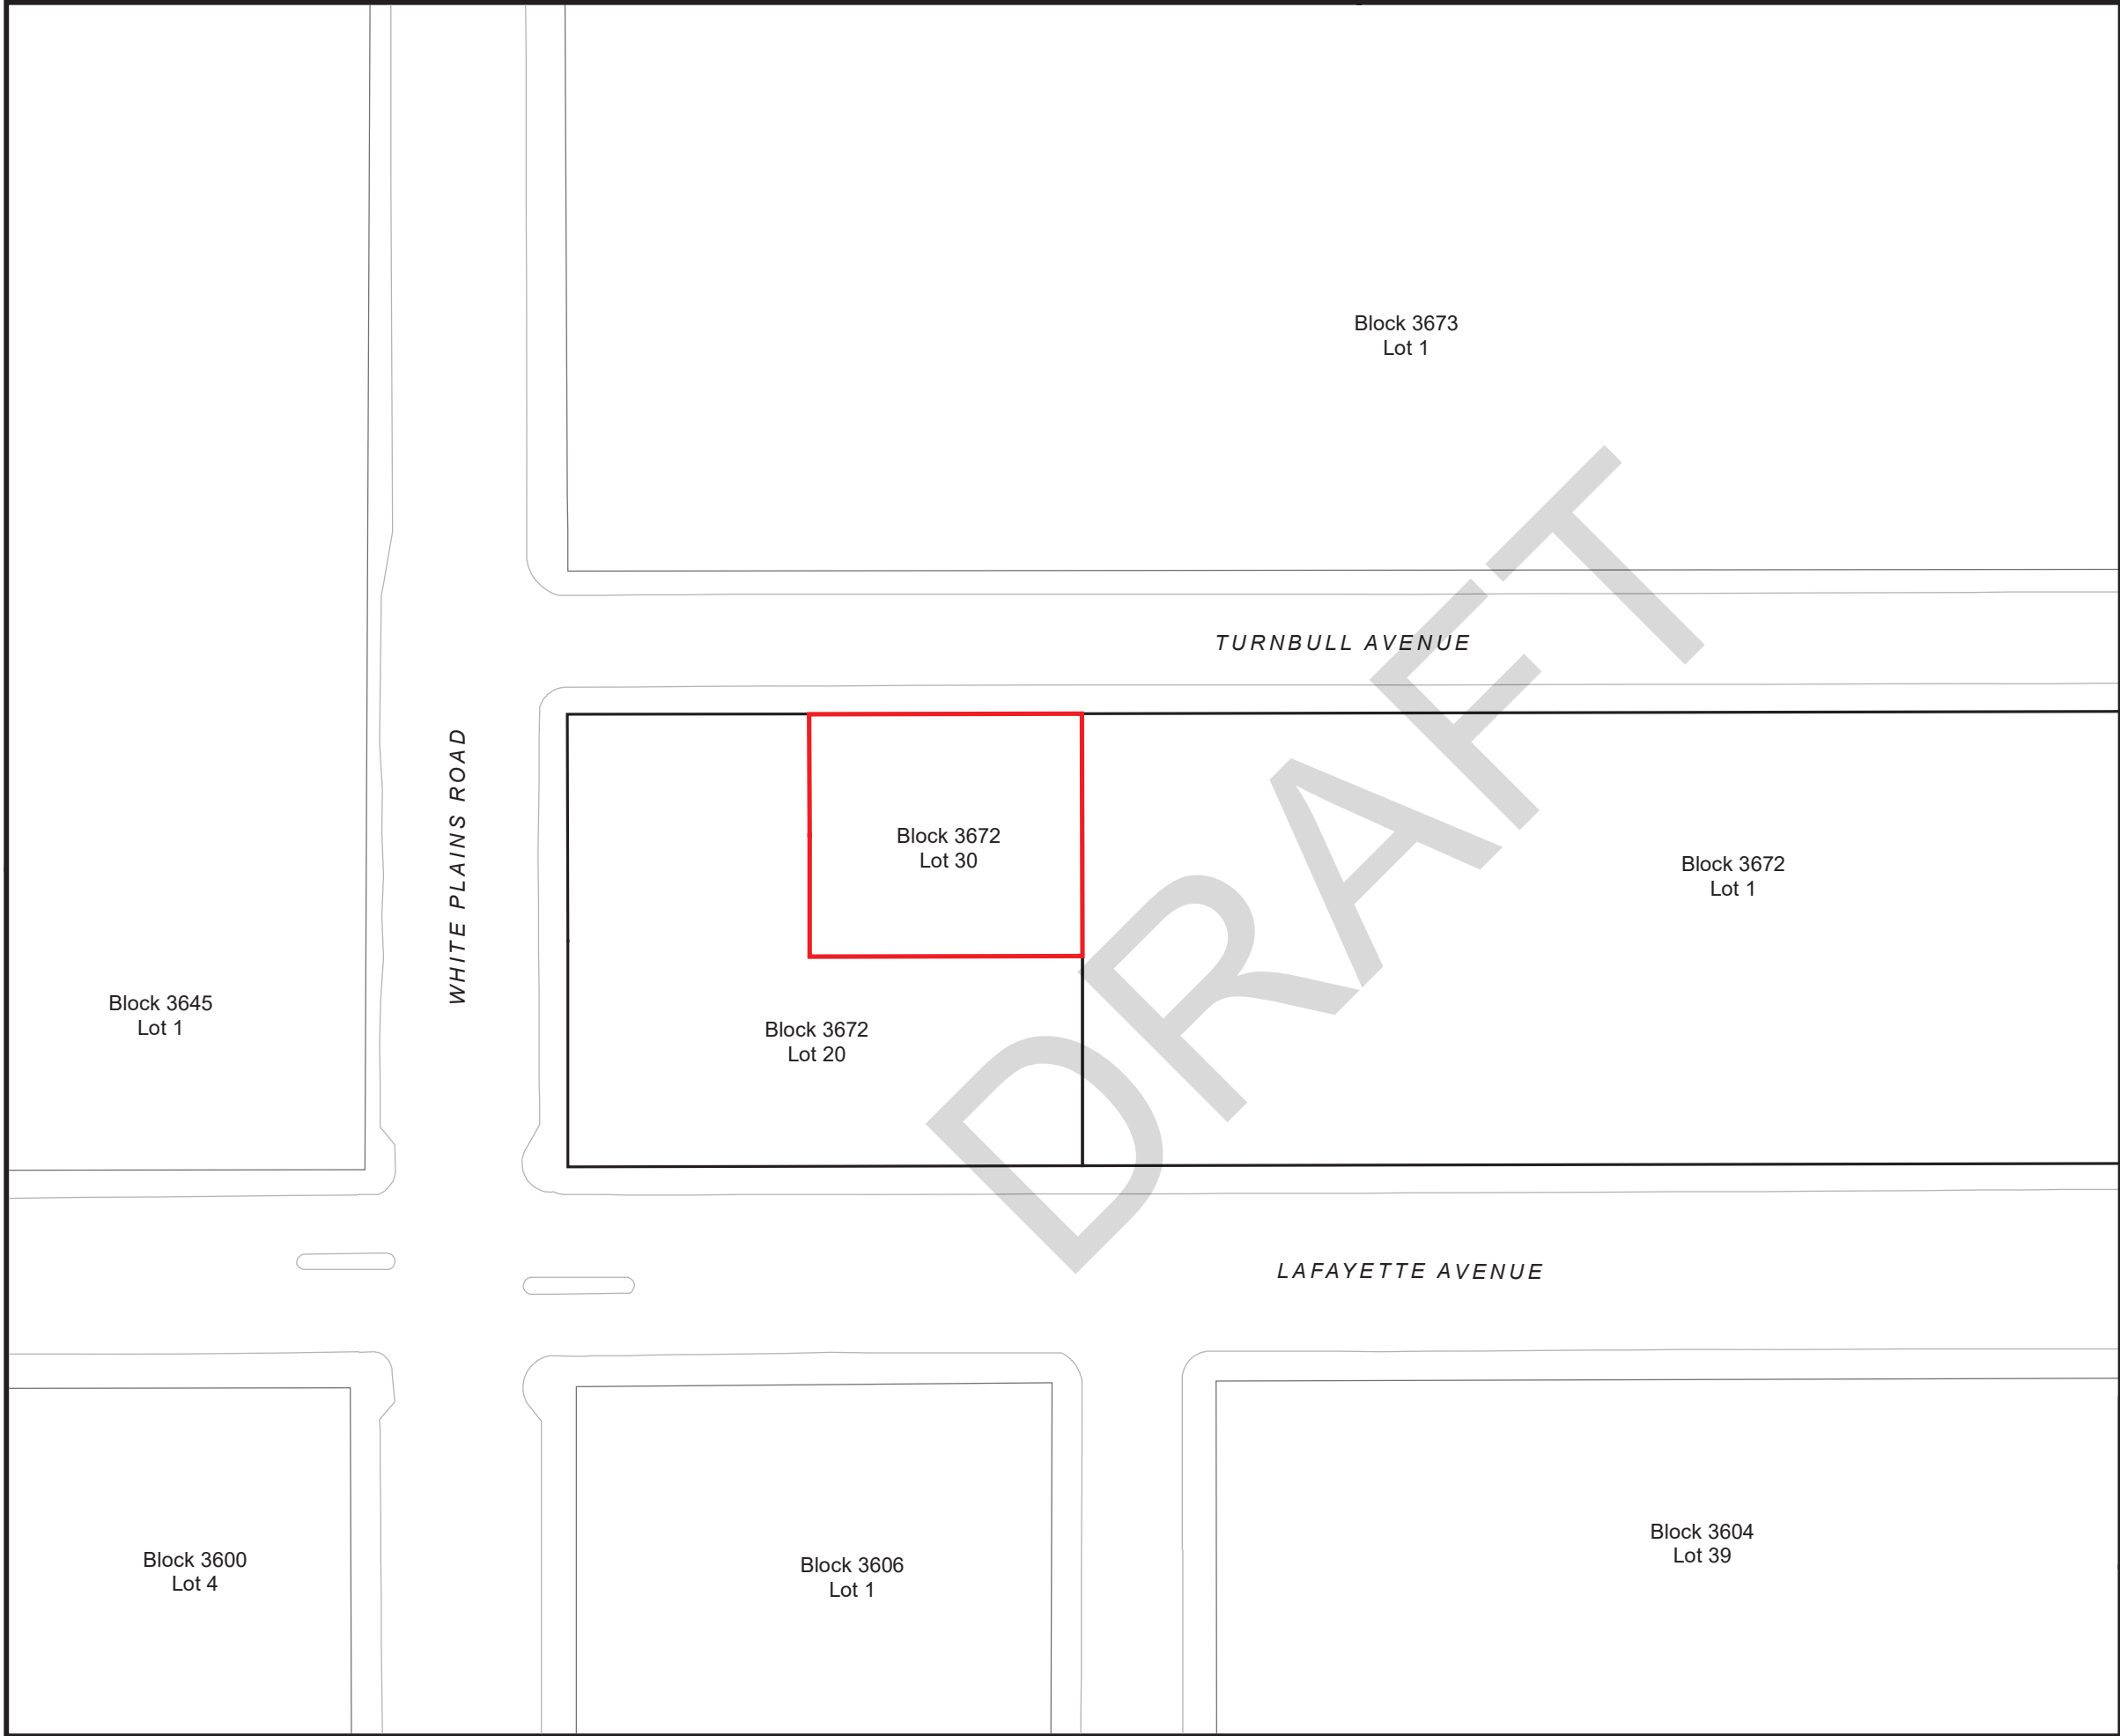 Block 3673
Lot 1
TURNBULL AVENUE
WHITE PLAINS ROAD
Block 3672
Lot 30
Block 3672
Lot 1
Block 3645
Lot 1
Block 3672
Lot 20
DRAFT
LAFAYETTE AVENUE
Block 3600
Lot 4
Block 3606
Lot 1
Block 3604
Lot 39